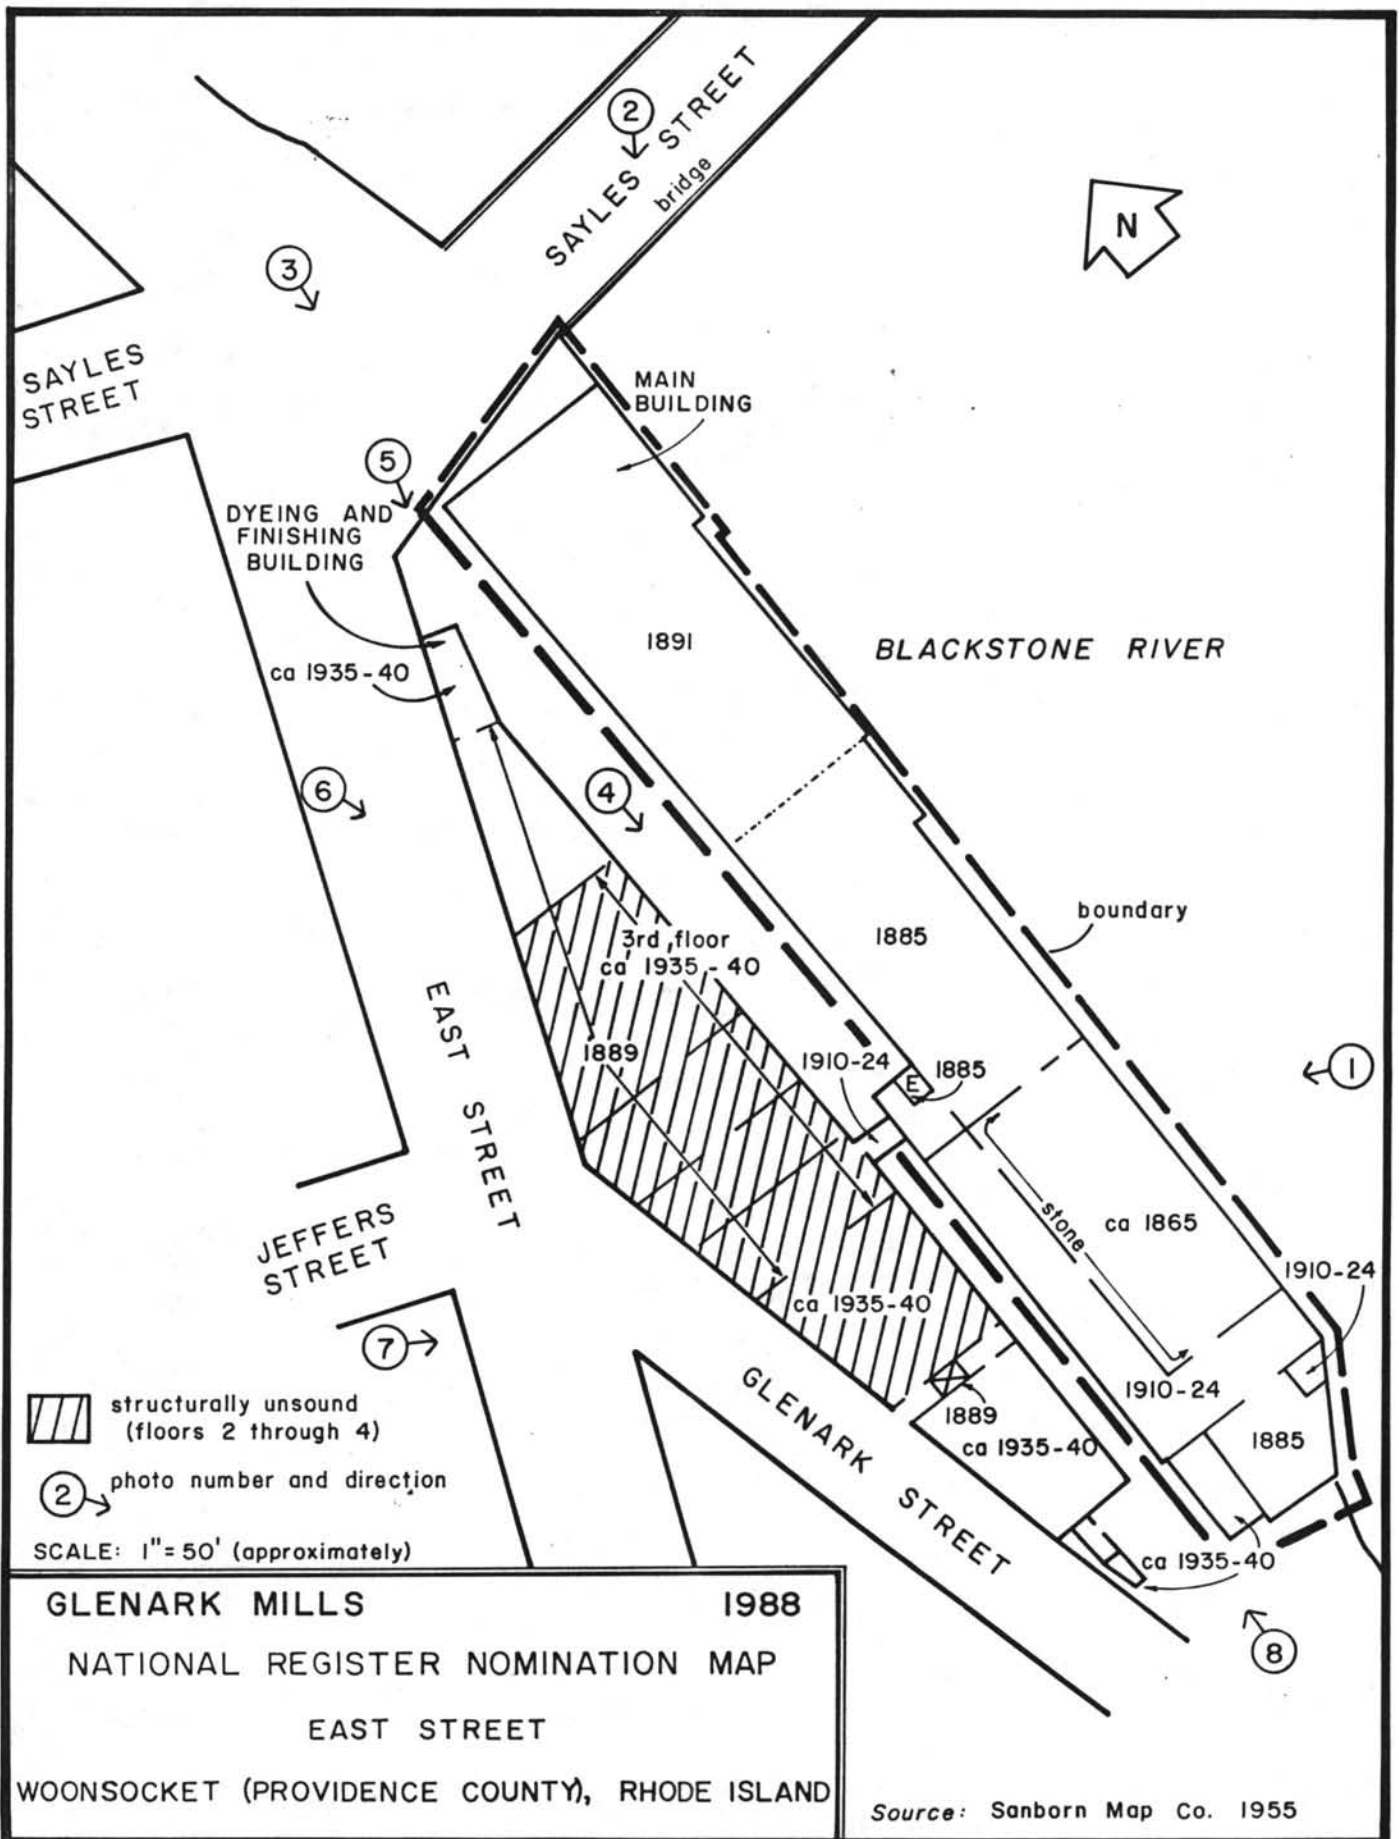 2
SAYLES STREET
bridge
N
3
SAYLES
STREET
MAIN
BUILDING
5
DYEING AND
FINISHING
BUILDING
ca 1935-40
1891
BLACKSTONE RIVER
6
4
boundary
1885
3rd floor
ca 1935-40
EAST STREET
1889
1910-24
E
1885
1
stone
ca 1865
JEFFERS
STREET
1910-24
ca 1935-40
7
GLENARK STREET
1910-24
1889
ca 1935-40
1885
structurally unsound
(floors 2 through 4)
2
photo number and direction
SCALE: 1"= 50' (approximately)
ca 1935-40
8
GLENARK MILLS 1988
NATIONAL REGISTER NOMINATION MAP
EAST STREET
WOONSOCKET (PROVIDENCE COUNTY), RHODE ISLAND
Source: Sanborn Map Co. 1955